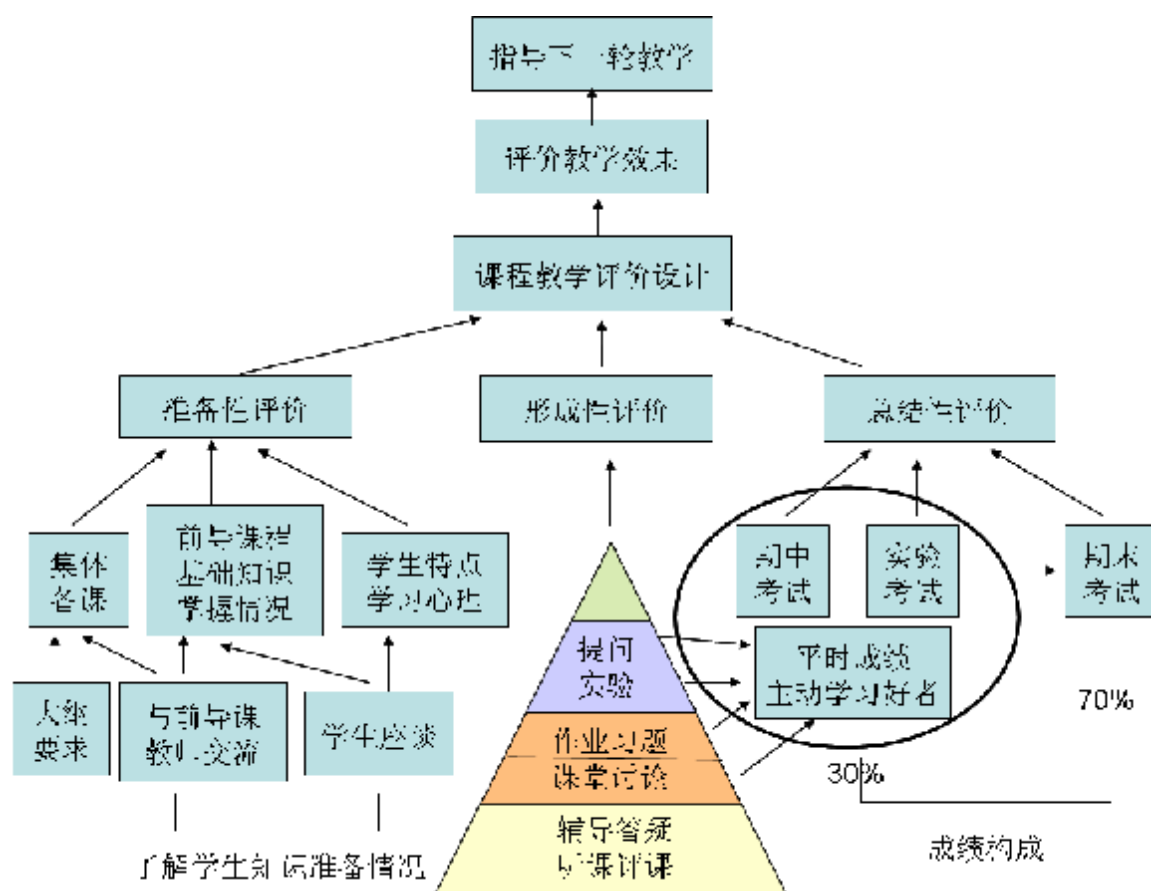 指导下一轮教学
评价教学效果
课程教学评价设计
准备性评价
形成性评价
总结性评价
集体
备课
前导课程
基础知识
掌握情况
学生特点
学习心理
期中
考试
实验
考试
期末
考试
提问
实验
平时成绩
主动学习好者
70%
大纲
要求
与前导课
教师交流
学生座谈
作业习题
课堂讨论
30%
辅导答疑
听课评课
了解学生知识准备情况
成绩构成